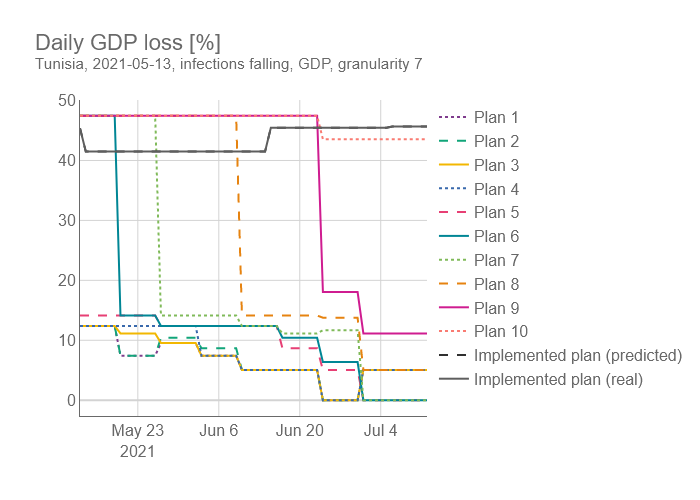 Daily GDP loss [%]
Tunisia, 2021-05-13, infections falling, GDP, granularity 7
50
40
30
20
10
0
May 23
2021
Jun 6
Jun 20
Jul 4
Plan 1
Plan 2
Plan 3
Plan 4
Plan 5
Plan 6
Plan 7
Plan 8
Plan 9
Plan 10
Implemented plan (predicted)
Implemented plan (real)